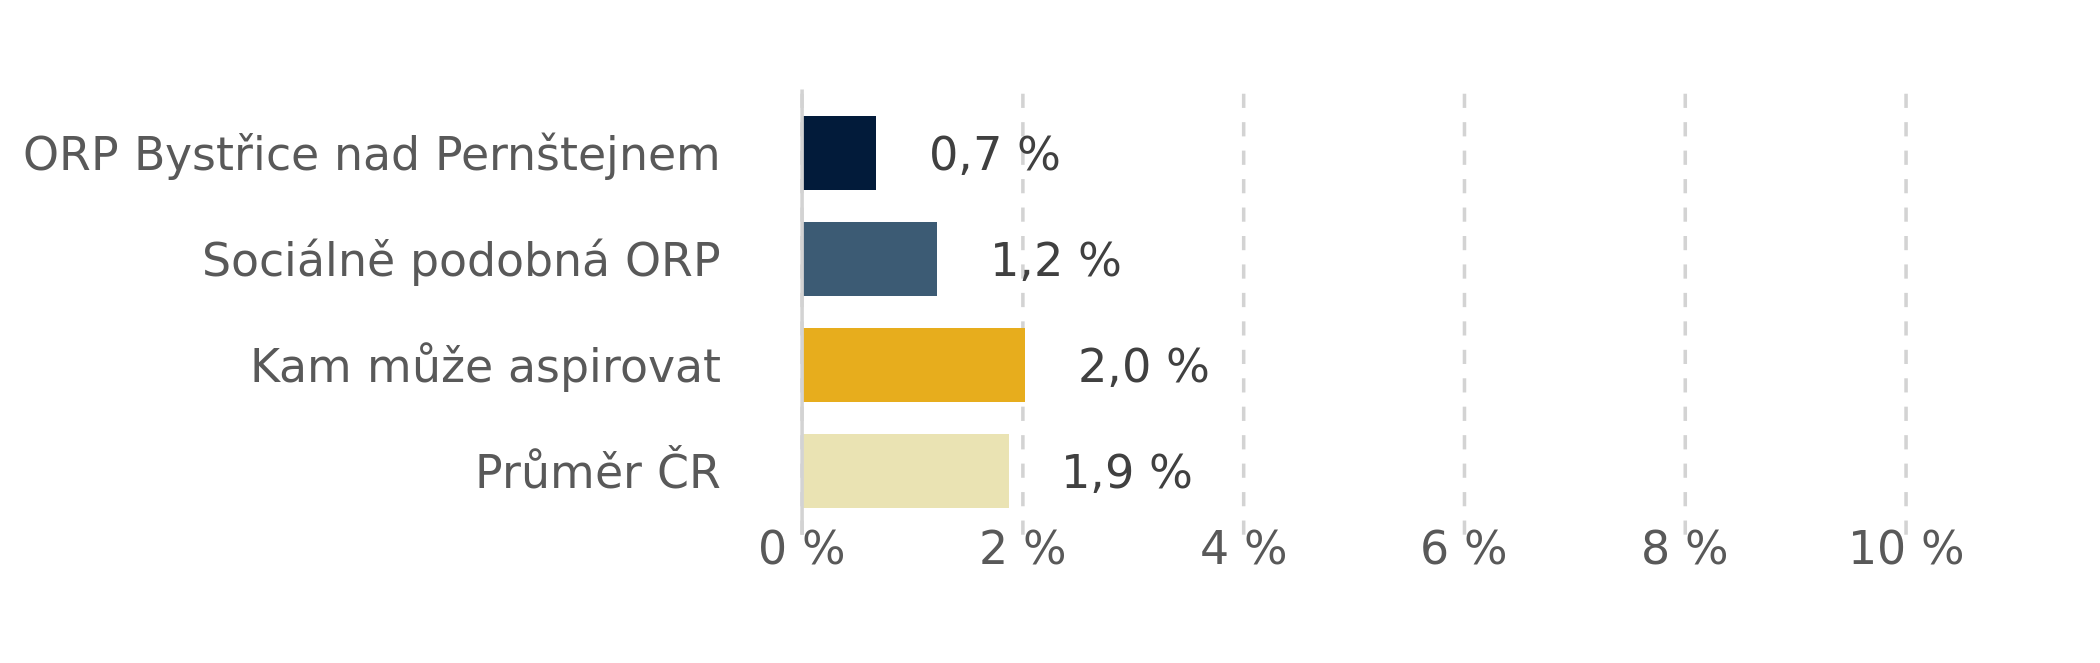 ORP Bystřice nad Pernštejnem 0,7 %
Sociálně podobná ORP 1,2 %
Kam může aspirovat 2,0 %
Průměr ČR 1,9 %
0 % 2 % 4 % 6 % 8 % 10 %